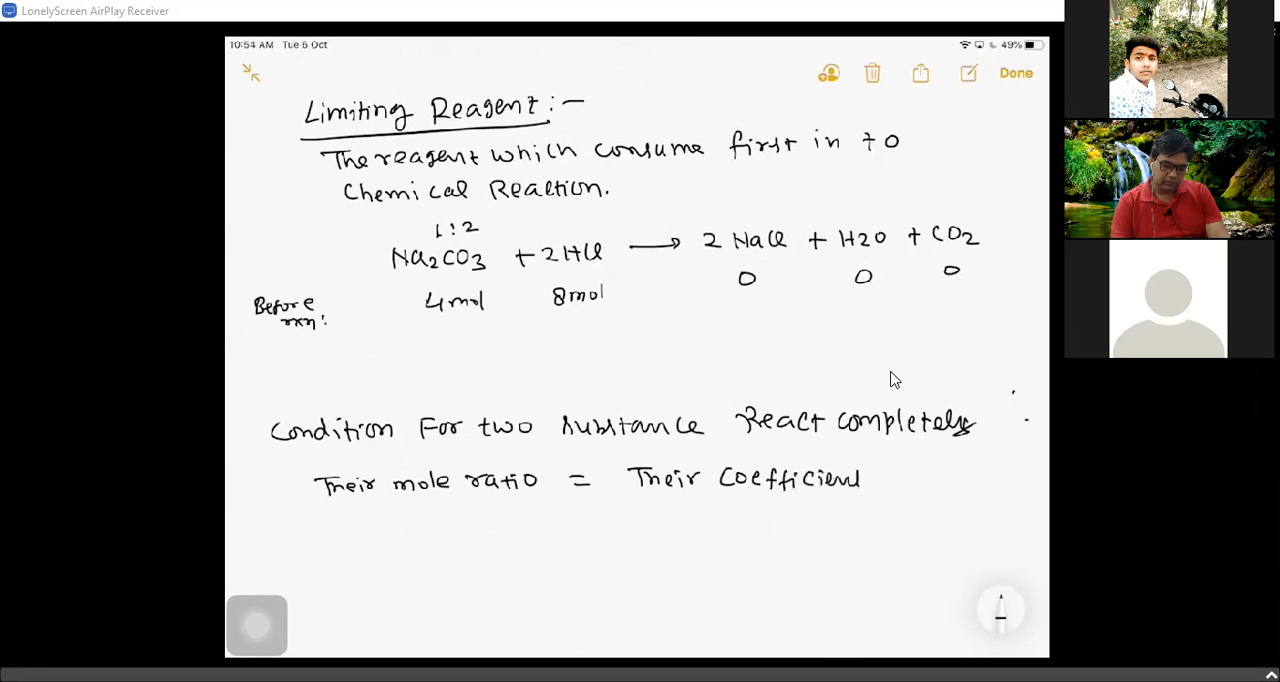 LonelyScreen AirPlay Receiver
10:54 AM Tue 6 Oct
49%
Done
Limiting Reagent :-
The reagent which consume first in to
Chemical Reaction.
1:2
Na2CO3 + 2HCl → 2 NaCl + H2O + CO2
0 0 0
Before rxn: 4mol 8mol
Condition For two Substance React completely
Their mole ratio = Their Coefficient